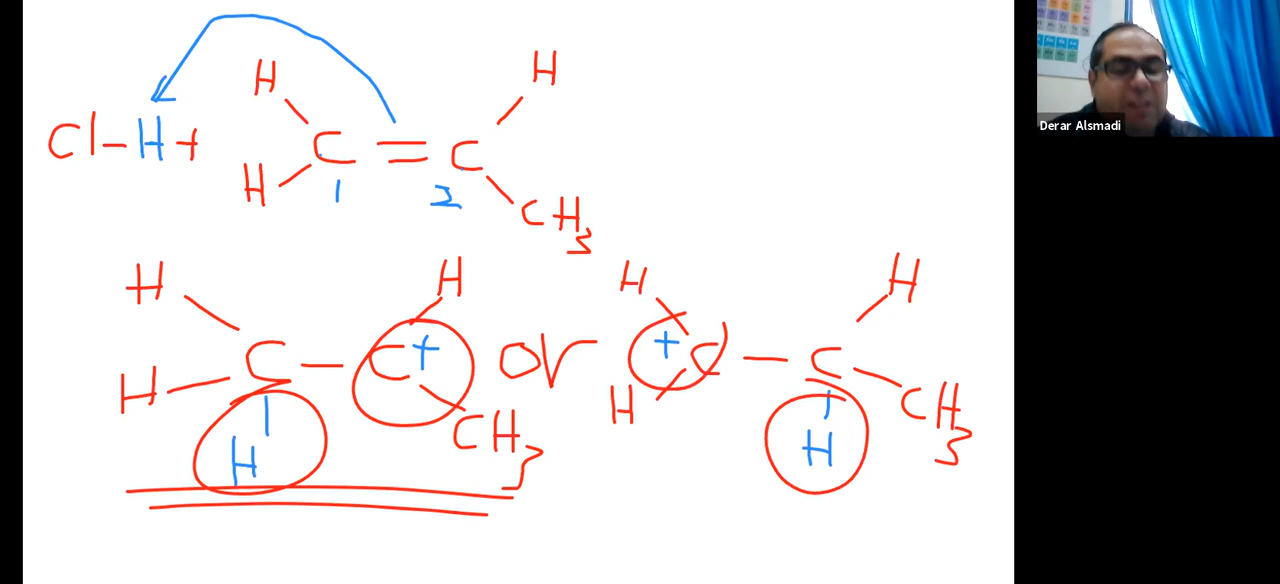 H H
Cl-H + C = C
H 1 2 CH3
H H H H
C - C+ or +C - C
H CH3 H CH3
H H
Derar Alsmadi